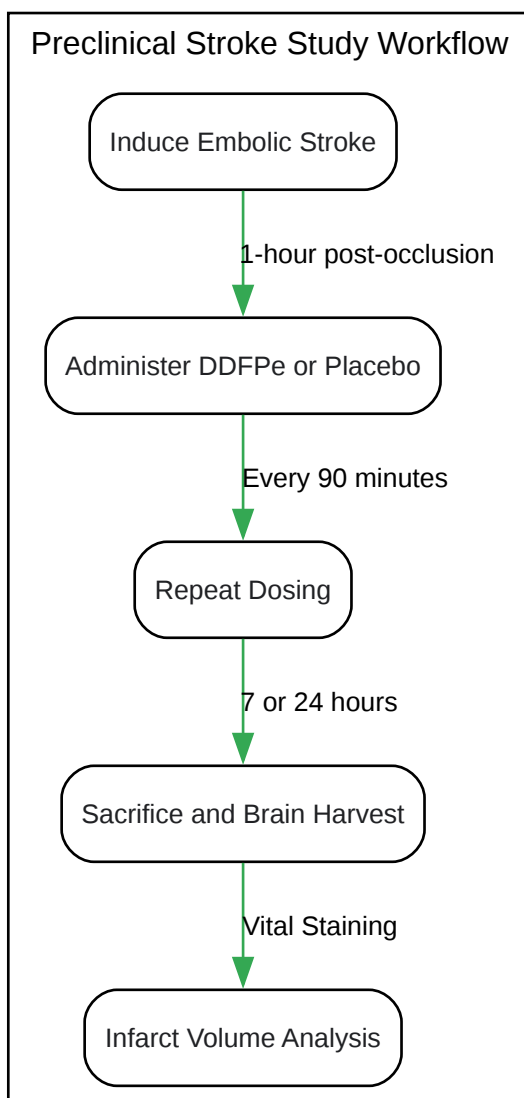 Preclinical Stroke Study Workflow
Induce Embolic Stroke
1-hour post-occlusion
Administer DDFPe or Placebo
Every 90 minutes
Repeat Dosing
7 or 24 hours
Sacrifice and Brain Harvest
Vital Staining
Infarct Volume Analysis